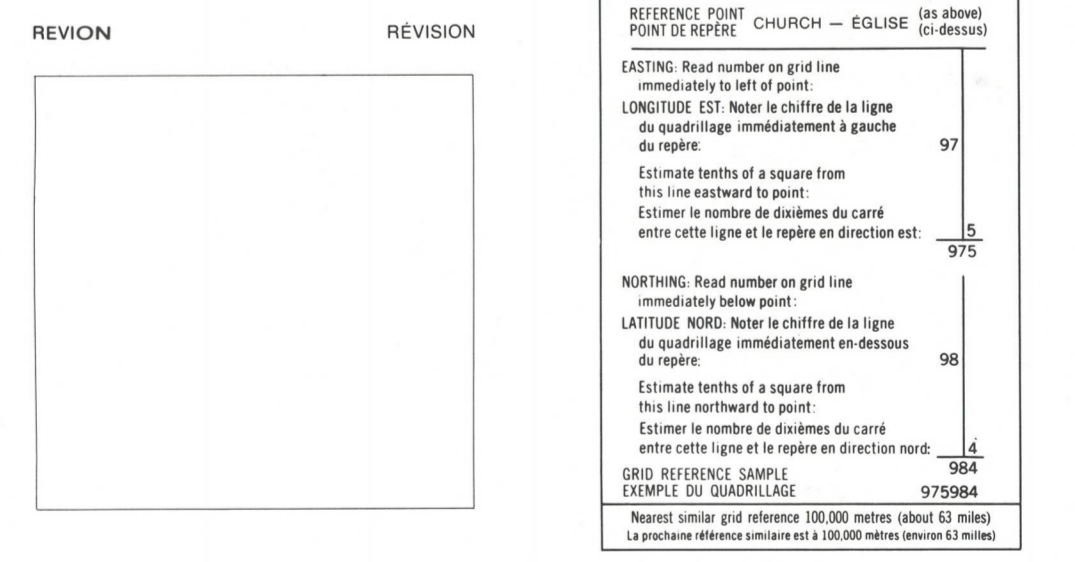 REVION RÉVISION
REFERENCE POINT
POINT DE REPÈRE
CHURCH — ÉGLISE
(as above)
(ci-dessus)
EASTING: Read number on grid line
immediately to left of point:
LONGITUDE EST: Noter le chiffre de la ligne
du quadrillage immédiatement à gauche
du repère: 97
Estimate tenths of a square from
this line eastward to point:
Estimer le nombre de dixièmes du carré
entre cette ligne et le repère en direction est: 5
975
NORTHING: Read number on grid line
immediately below point:
LATITUDE NORD: Noter le chiffre de la ligne
du quadrillage immédiatement en-dessous
du repère: 98
Estimate tenths of a square from
this line northward to point:
Estimer le nombre de dixièmes du carré
entre cette ligne et le repère en direction nord: 4
984
GRID REFERENCE SAMPLE
EXEMPLE DU QUADRILLAGE 975984
Nearest similar grid reference 100,000 metres (about 63 miles)
La prochaine référence similaire est à 100,000 mètres (environ 63 milles)